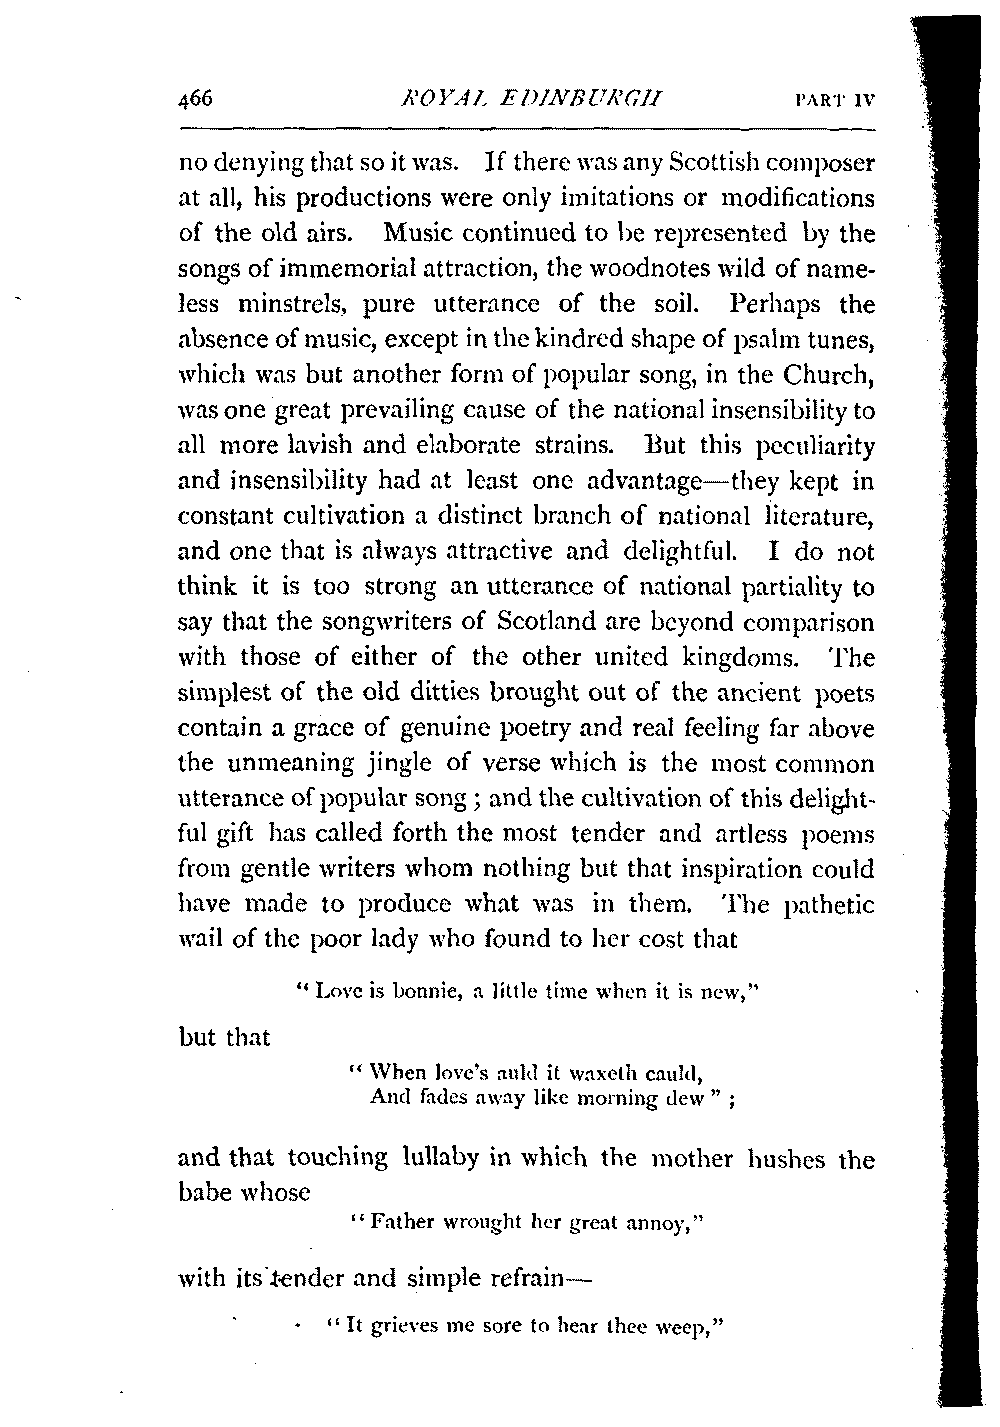 466 ROYAL EDINBURGH PART IV
no denying that so it was. If there was any Scottish composer
at all, his productions were only imitations or modifications
of the old airs. Music continued to be represented by the
songs of immemorial attraction, the woodnotes wild of name-
less minstrels, pure utterance of the soil. Perhaps the
absence of music, except in the kindred shape of psalm tunes,
which was but another form of popular song, in the Church,
was one great prevailing cause of the national insensibility to
all more lavish and elaborate strains. But this peculiarity
and insensibility had at least one advantage—they kept in
constant cultivation a distinct branch of national literature,
and one that is always attractive and delightful. I do not
think it is too strong an utterance of national partiality to
say that the songwriters of Scotland are beyond comparison
with those of either of the other united kingdoms. The
simplest of the old ditties brought out of the ancient poets
contain a grace of genuine poetry and real feeling far above
the unmeaning jingle of verse which is the most common
utterance of popular song ; and the cultivation of this delight-
ful gift has called forth the most tender and artless poems
from gentle writers whom nothing but that inspiration could
have made to produce what was in them. The pathetic
wail of the poor lady who found to her cost that
“ Love is bonnie, a little time when it is new,”
but that
“ When love's auld it waxeth cauld,
And fades away like morning dew ” ;
and that touching lullaby in which the mother hushes the
babe whose
“ Father wrought her great annoy,”
with its tender and simple refrain—
“ It grieves me sore to hear thee weep,”